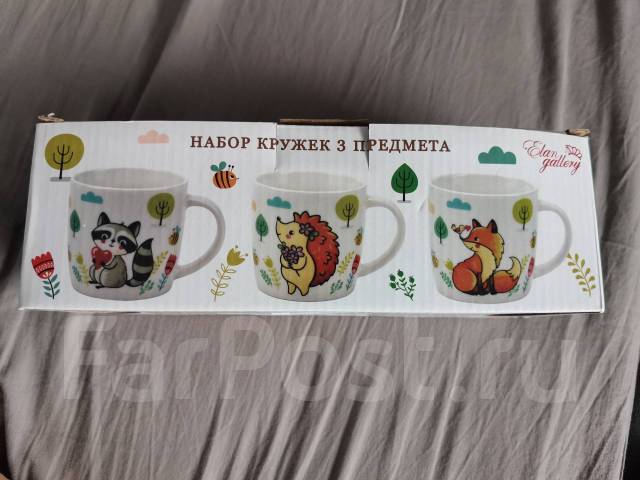 НАБОР КРУЖЕК 3 ПРЕДМЕТА
Elan
gallery
FarPost.ru